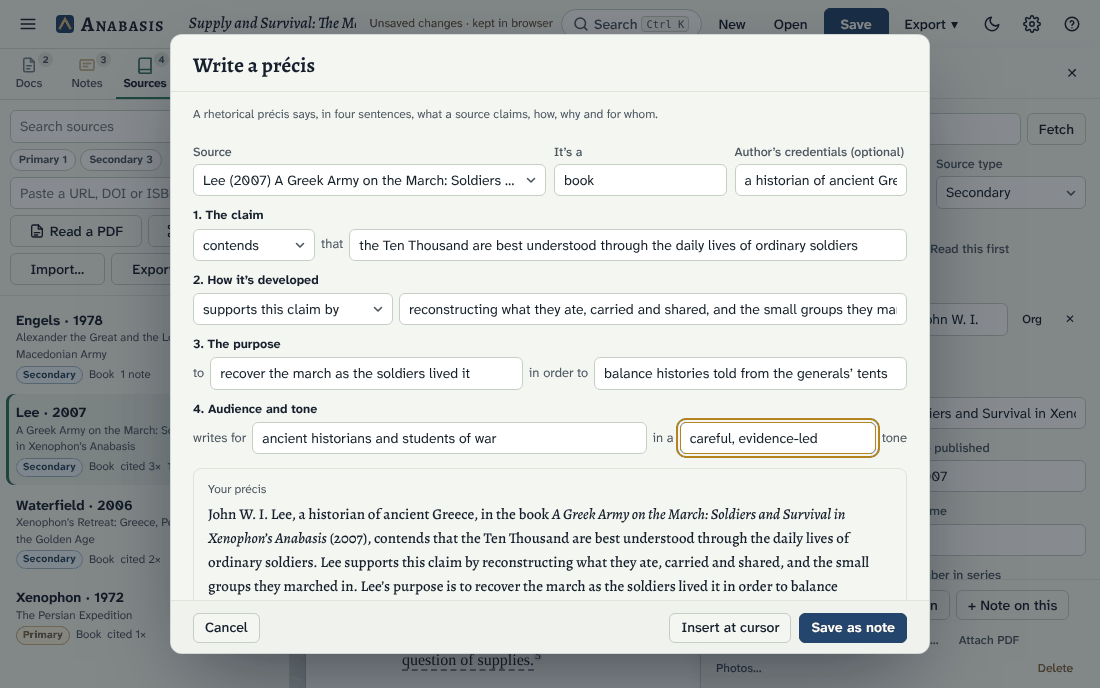 Anabasis
Supply and Survival: The M
Unsaved changes · kept in browser
Search Ctrl K
New
Open
Save
Export ▾
Docs 2
Notes 3
Sources 4
Search sources
Primary 1
Secondary 3
Paste a URL, DOI or ISB
Read a PDF
Import...
Expor
Engels · 1978
Alexander the Great and the Lo
Macedonian Army
Secondary Book 1 note
Lee · 2007
A Greek Army on the March: So
in Xenophon's Anabasis
Secondary Book cited 3×
Waterfield · 2006
Xenophon's Retreat: Greece, Pe
the Golden Age
Secondary Book cited 2×
Xenophon · 1972
The Persian Expedition
Primary Book cited 1×
Write a précis
A rhetorical précis says, in four sentences, what a source claims, how, why and for whom.
Source
It's a
Author's credentials (optional)
Lee (2007) A Greek Army on the March: Soldiers ...
book
a historian of ancient Gre
1. The claim
contends that the Ten Thousand are best understood through the daily lives of ordinary soldiers
2. How it's developed
supports this claim by reconstructing what they ate, carried and shared, and the small groups they mar
3. The purpose
to recover the march as the soldiers lived it in order to balance histories told from the generals' tents
4. Audience and tone
writes for ancient historians and students of war in a careful, evidence-led tone
Your précis
John W. I. Lee, a historian of ancient Greece, in the book A Greek Army on the March: Soldiers and Survival in
Xenophon's Anabasis (2007), contends that the Ten Thousand are best understood through the daily lives of
ordinary soldiers. Lee supports this claim by reconstructing what they ate, carried and shared, and the small
groups they marched in. Lee's purpose is to recover the march as the soldiers lived it in order to balance
Cancel
Insert at cursor
Save as note
question of supplies.
Fetch
Source type
Secondary
Read this first
ohn W. I.
Org
iers and Survival in Xeno
published
07
me
ber in series
n
+ Note on this
Attach PDF
Photos...
Delete